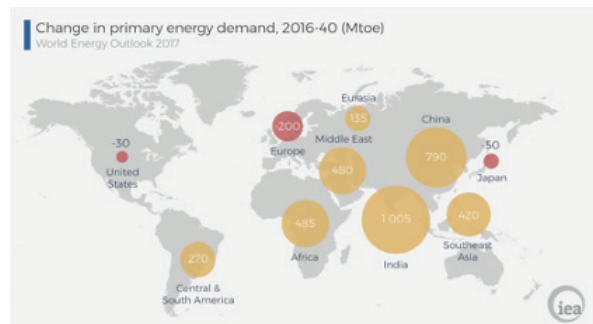 Change in primary energy demand, 2016-40 (Mtoe)
World Energy Outlook 2017
-30
United
States
-200
Europe
Eurasia
135
Middle East
480
China
790
-50
Japan
485
Africa
1 005
India
420
Southeast
Asia
270
Central &
South America
iea